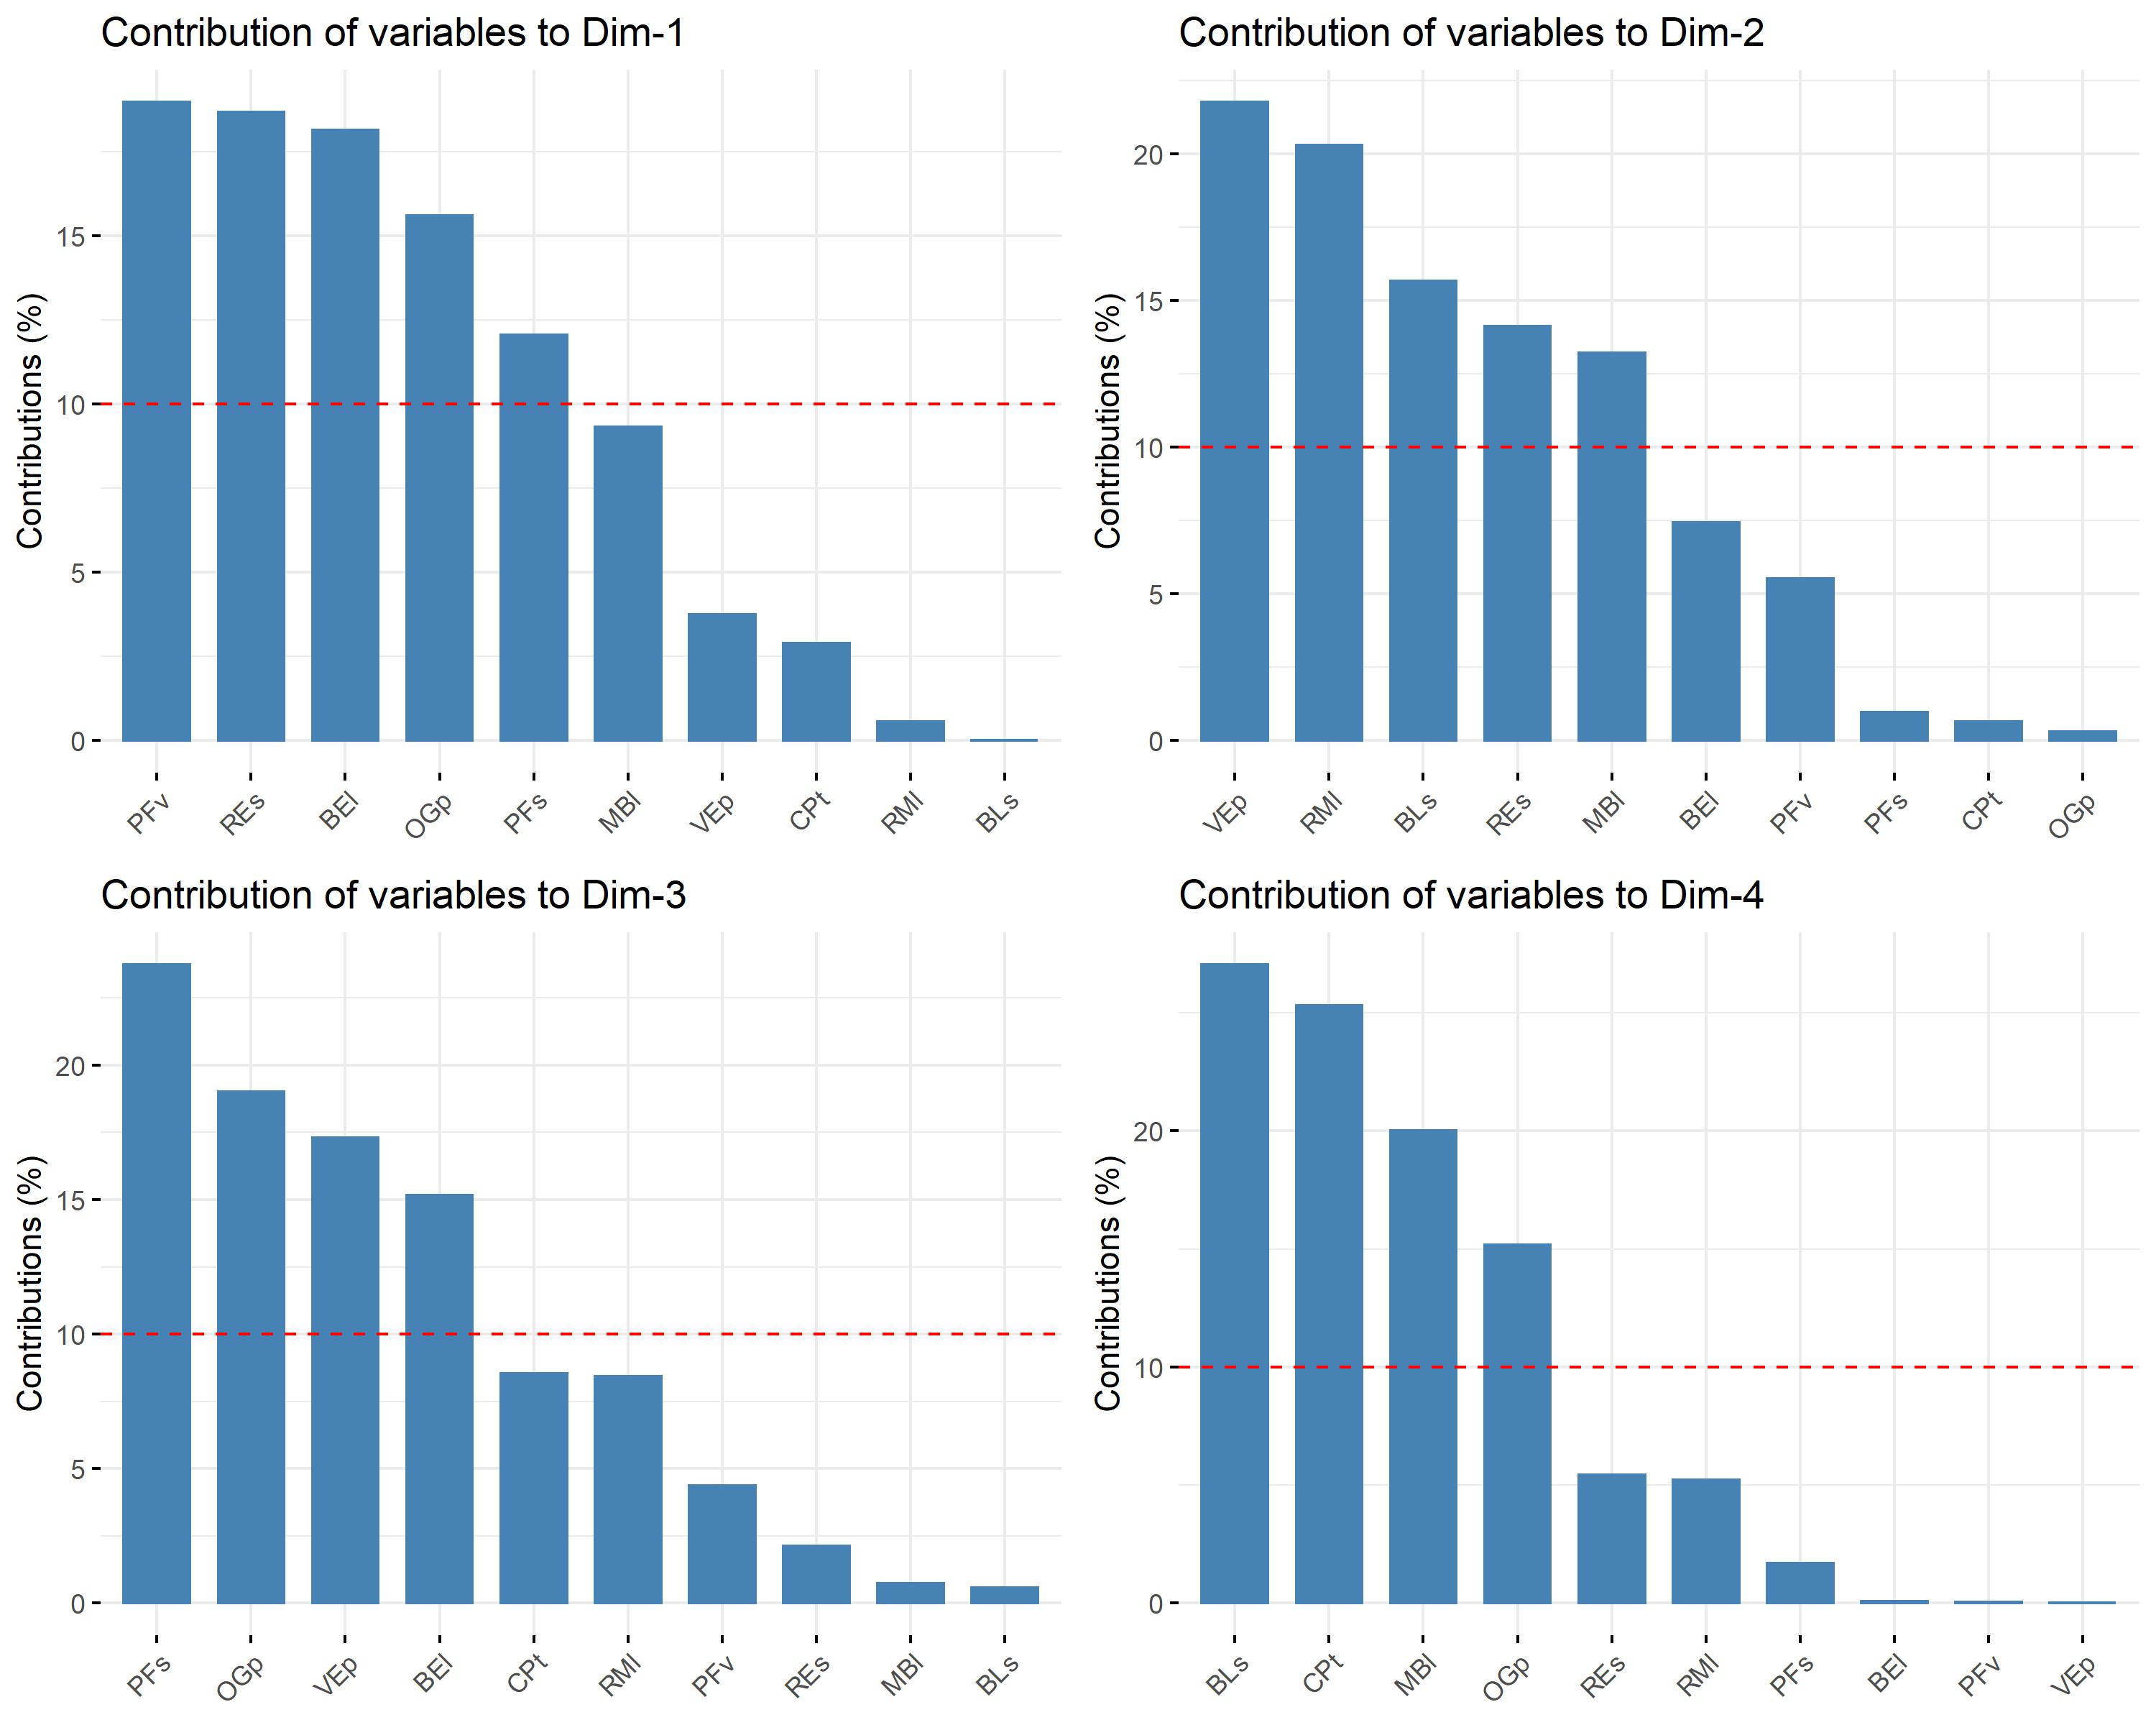 Contribution of variables to Dim-1
Contributions (%)
15
10
5
0
PFv REs BEl OGp PFs MBl VEp CPt RMl BLs
Contribution of variables to Dim-2
Contributions (%)
20
15
10
5
0
VEp RMl BLs REs MBl BEl PFv PFs CPt OGp
Contribution of variables to Dim-3
Contributions (%)
20
15
10
5
0
PFs OGp VEp BEl CPt RMl PFv REs MBl BLs
Contribution of variables to Dim-4
Contributions (%)
20
10
0
BLs CPt MBl OGp REs RMl PFs BEl PFv VEp